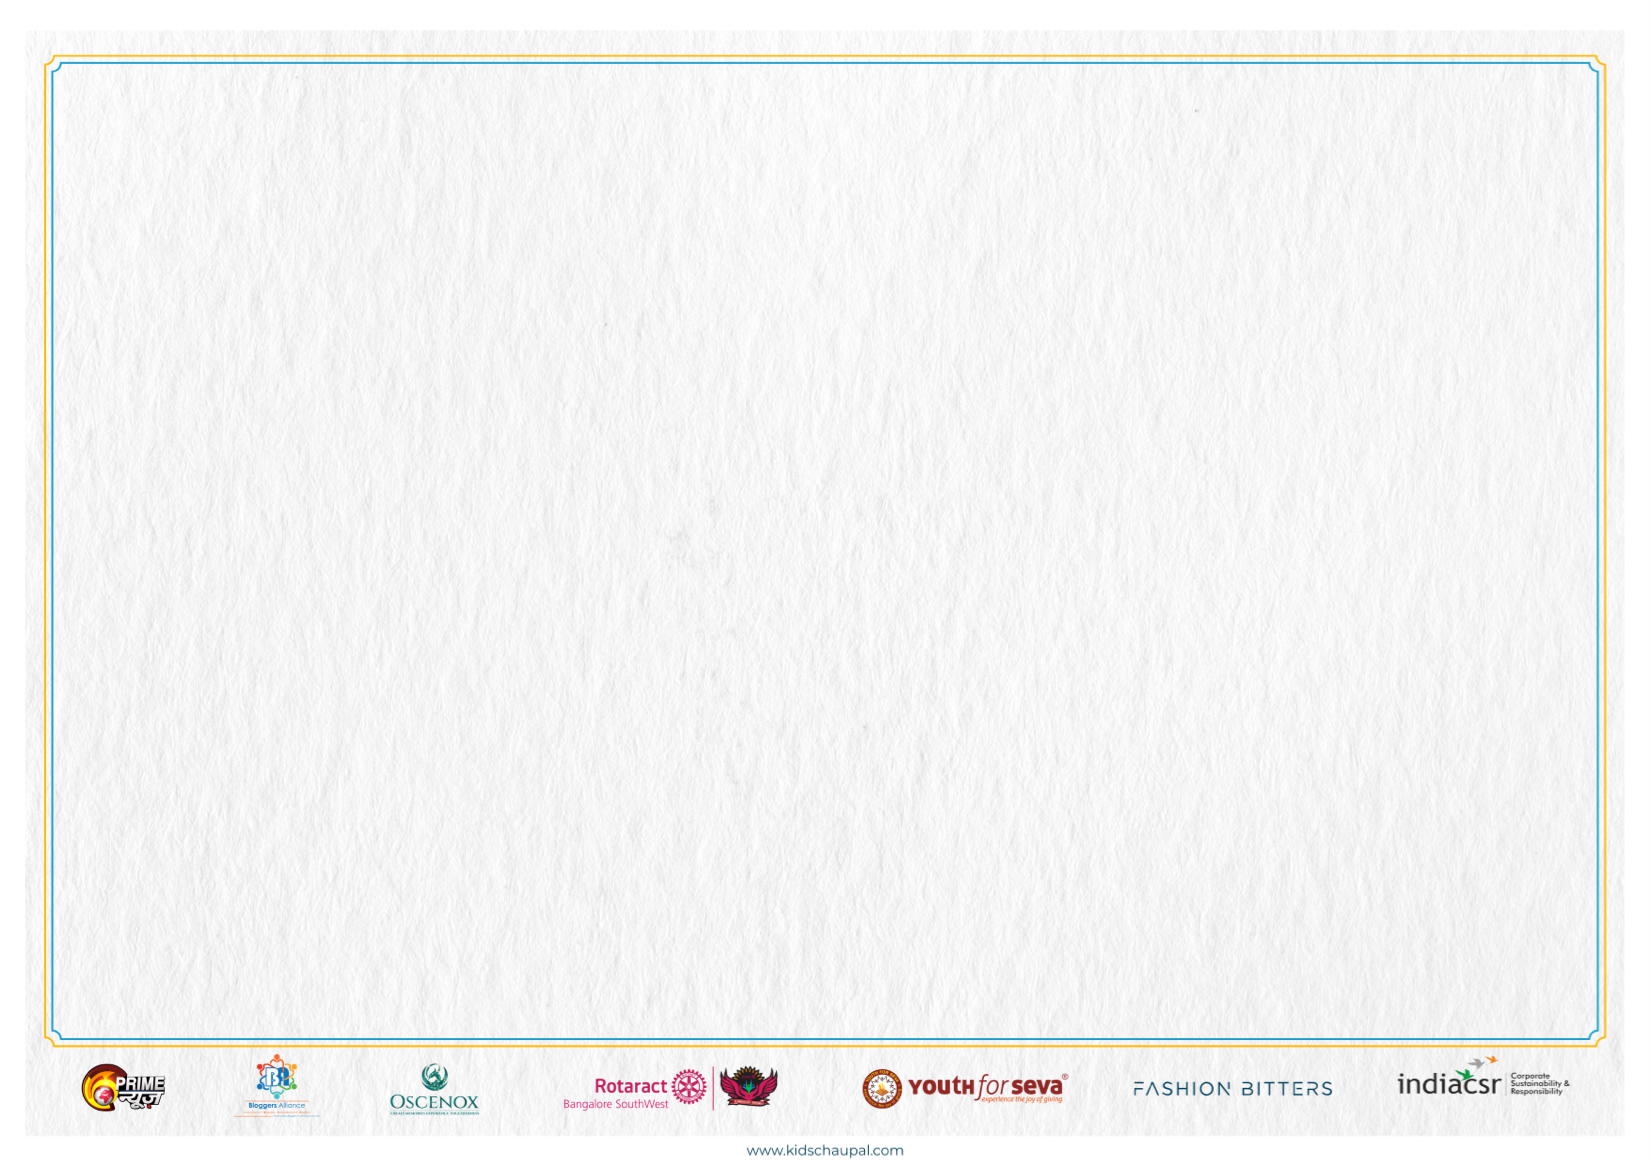 PRIME
न्यूज़
Bloggers Alliance
OSCENOX
Rotaract
Bangalore SouthWest
YOUTH for seva®
experience the joy of giving
FASHION BITTERS
indiacsr
Corporate
Sustainability &
Responsibility
www.kidschaupal.com